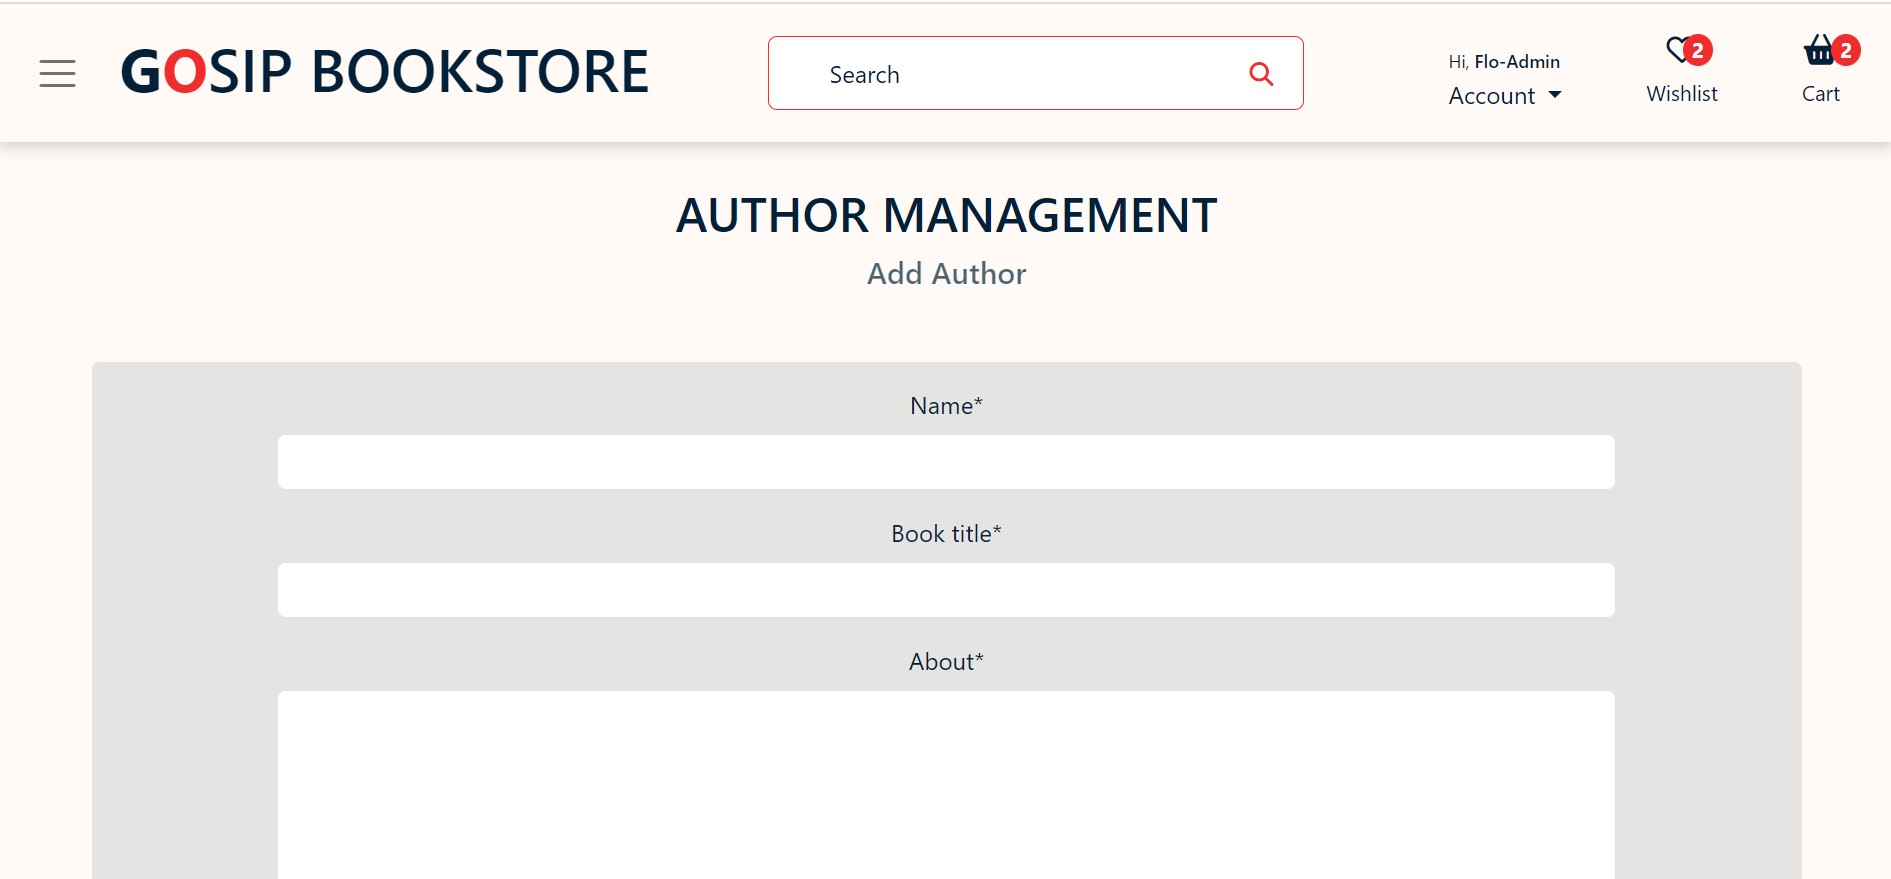 GOSIP BOOKSTORE
Search
Hi, Flo-Admin
Account
2
Wishlist
2
Cart
AUTHOR MANAGEMENT
Add Author
Name*
Book title*
About*